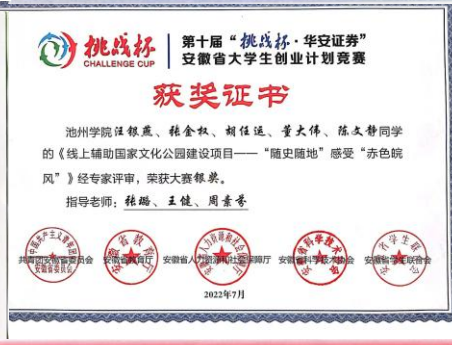 挑战杯
CHALLENGE CUP
第十届“挑战杯·华安证券”
安徽省大学生创业计划竞赛
获奖证书
池州学院汪银燕、张金权、胡任远、董大伟、陈文静同学
的《线上辅助国家文化公园建设项目——“随史随地”感受“赤色皖
风”》经专家评审，荣获大赛银奖。
指导老师：张璐、王健、周素芬
共青团安徽省委员会 安徽省教育厅 安徽省人力资源和社会保障厅 安徽省科学技术协会 安徽省学生联合会
2022年7月